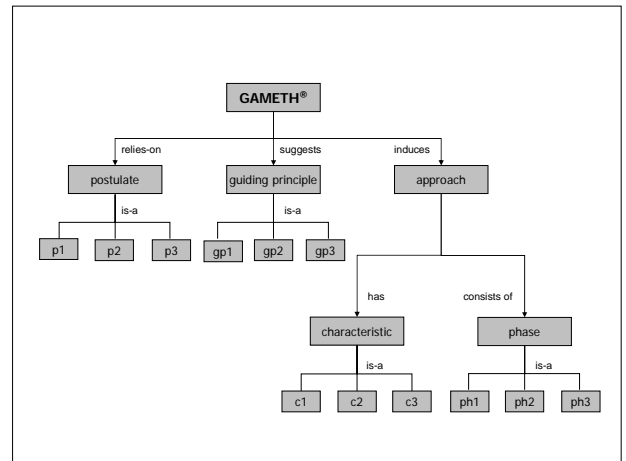 GAMETH®
relies-on suggests induces
postulate guiding principle approach
is-a is-a
p1 p2 p3 gp1 gp2 gp3
has consists of
characteristic phase
is-a is-a
c1 c2 c3 ph1 ph2 ph3